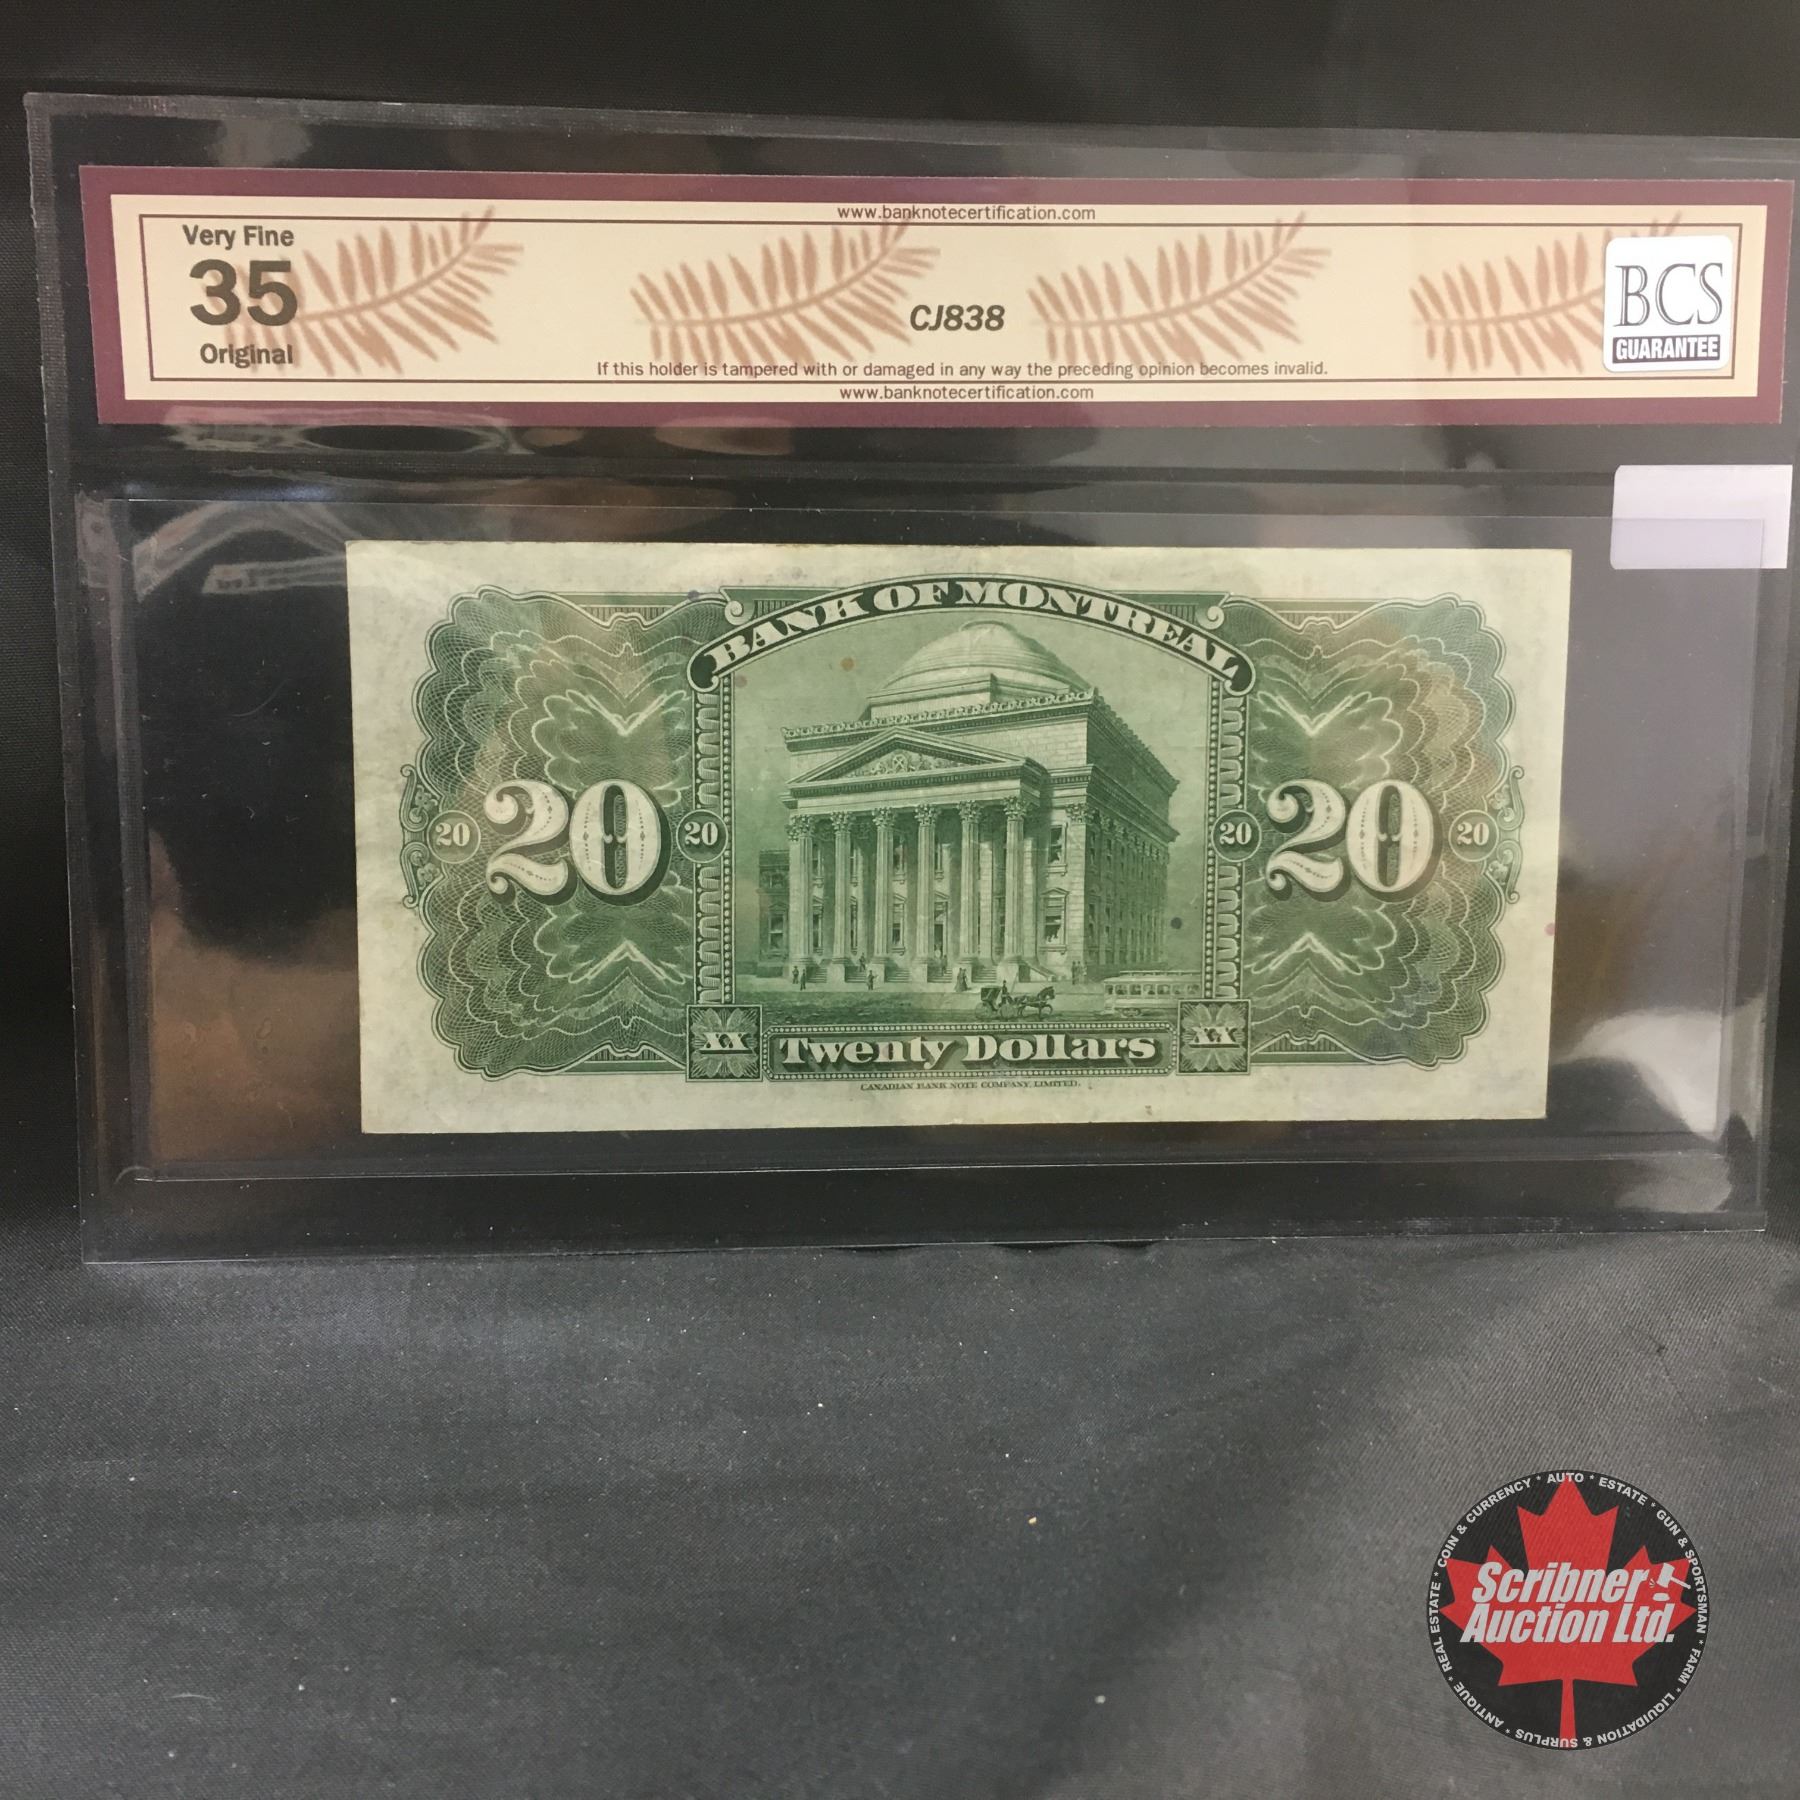 www.banknotecertification.com
Very Fine
35
Original
CJ838
BCS
GUARANTEE
If this holder is tampered with or damaged in any way the preceding opinion becomes invalid.
www.banknotecertification.com
BANK OF MONTREAL
20 20 20 20 20 20
XX Twenty Dollars XX
CANADIAN BANK NOTE COMPANY, LIMITED.
Scribner
Auction Ltd.
REAL ESTATE * COIN & CURRENCY * AUTO * ESTATE * GUN & SPORTSMAN * FARM * LIQUIDATION & SURPLUS * ANTIQUE *